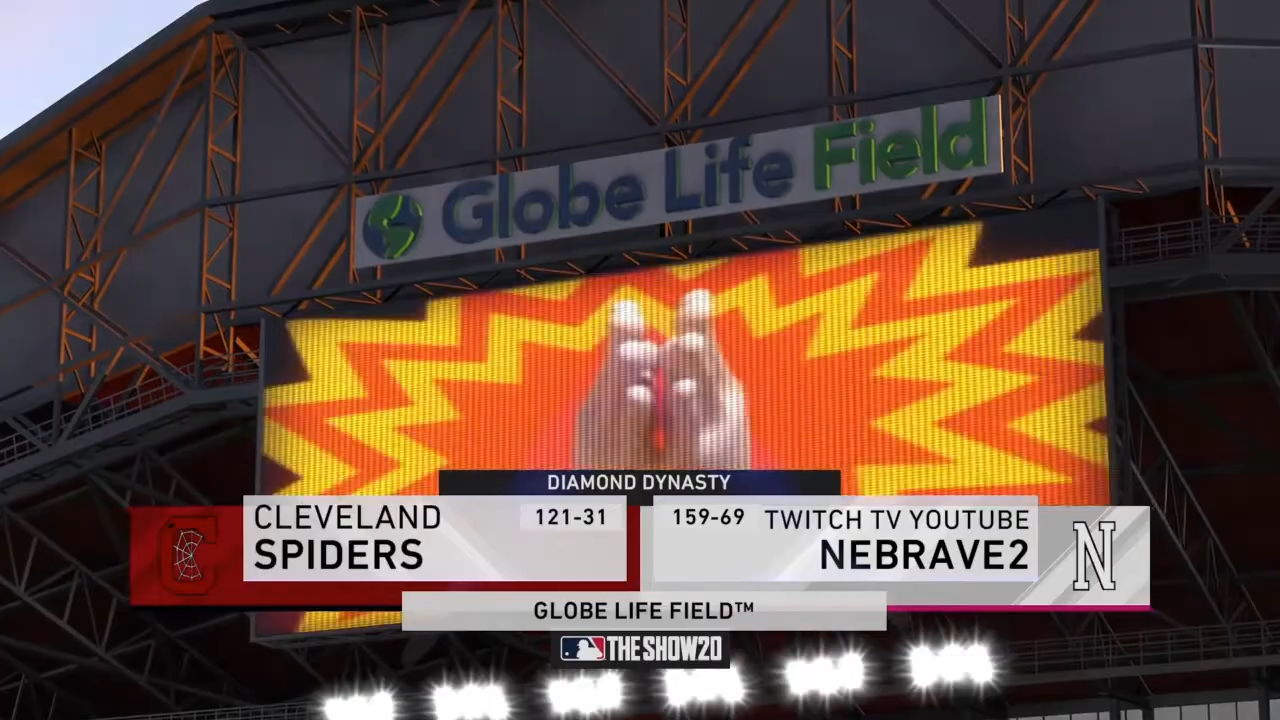 Globe Life Field
DIAMOND DYNASTY
CLEVELAND
SPIDERS
121-31
159-69
TWITCH TV YOUTUBE
NEBRAVE2
C
N
GLOBE LIFE FIELD™
THE SHOW20